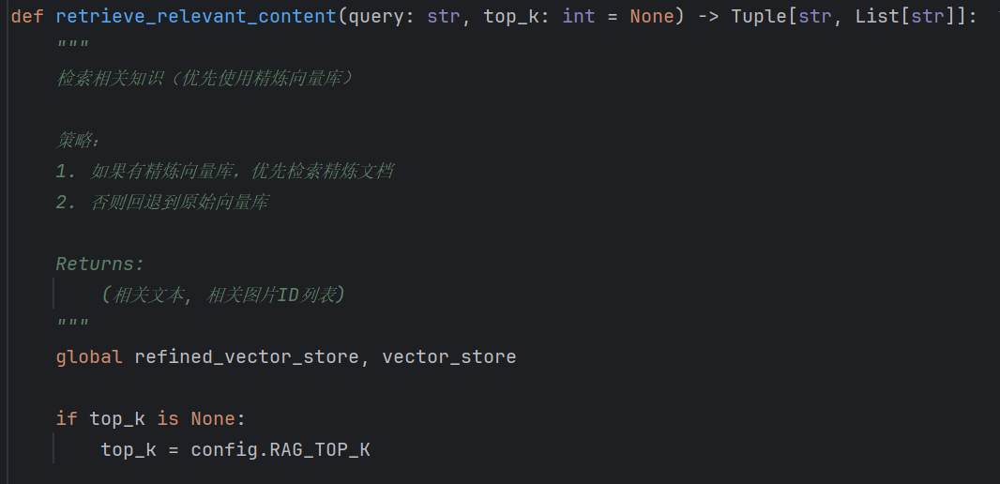 def retrieve_relevant_content(query: str, top_k: int = None) -> Tuple[str, List[str]]:
"""
检索相关知识（优先使用精炼向量库）
策略：
1. 如果有精炼向量库，优先检索精炼文档
2. 否则回退到原始向量库
Returns:
(相关文本, 相关图片ID列表)
"""
global refined_vector_store, vector_store
if top_k is None:
top_k = config.RAG_TOP_K